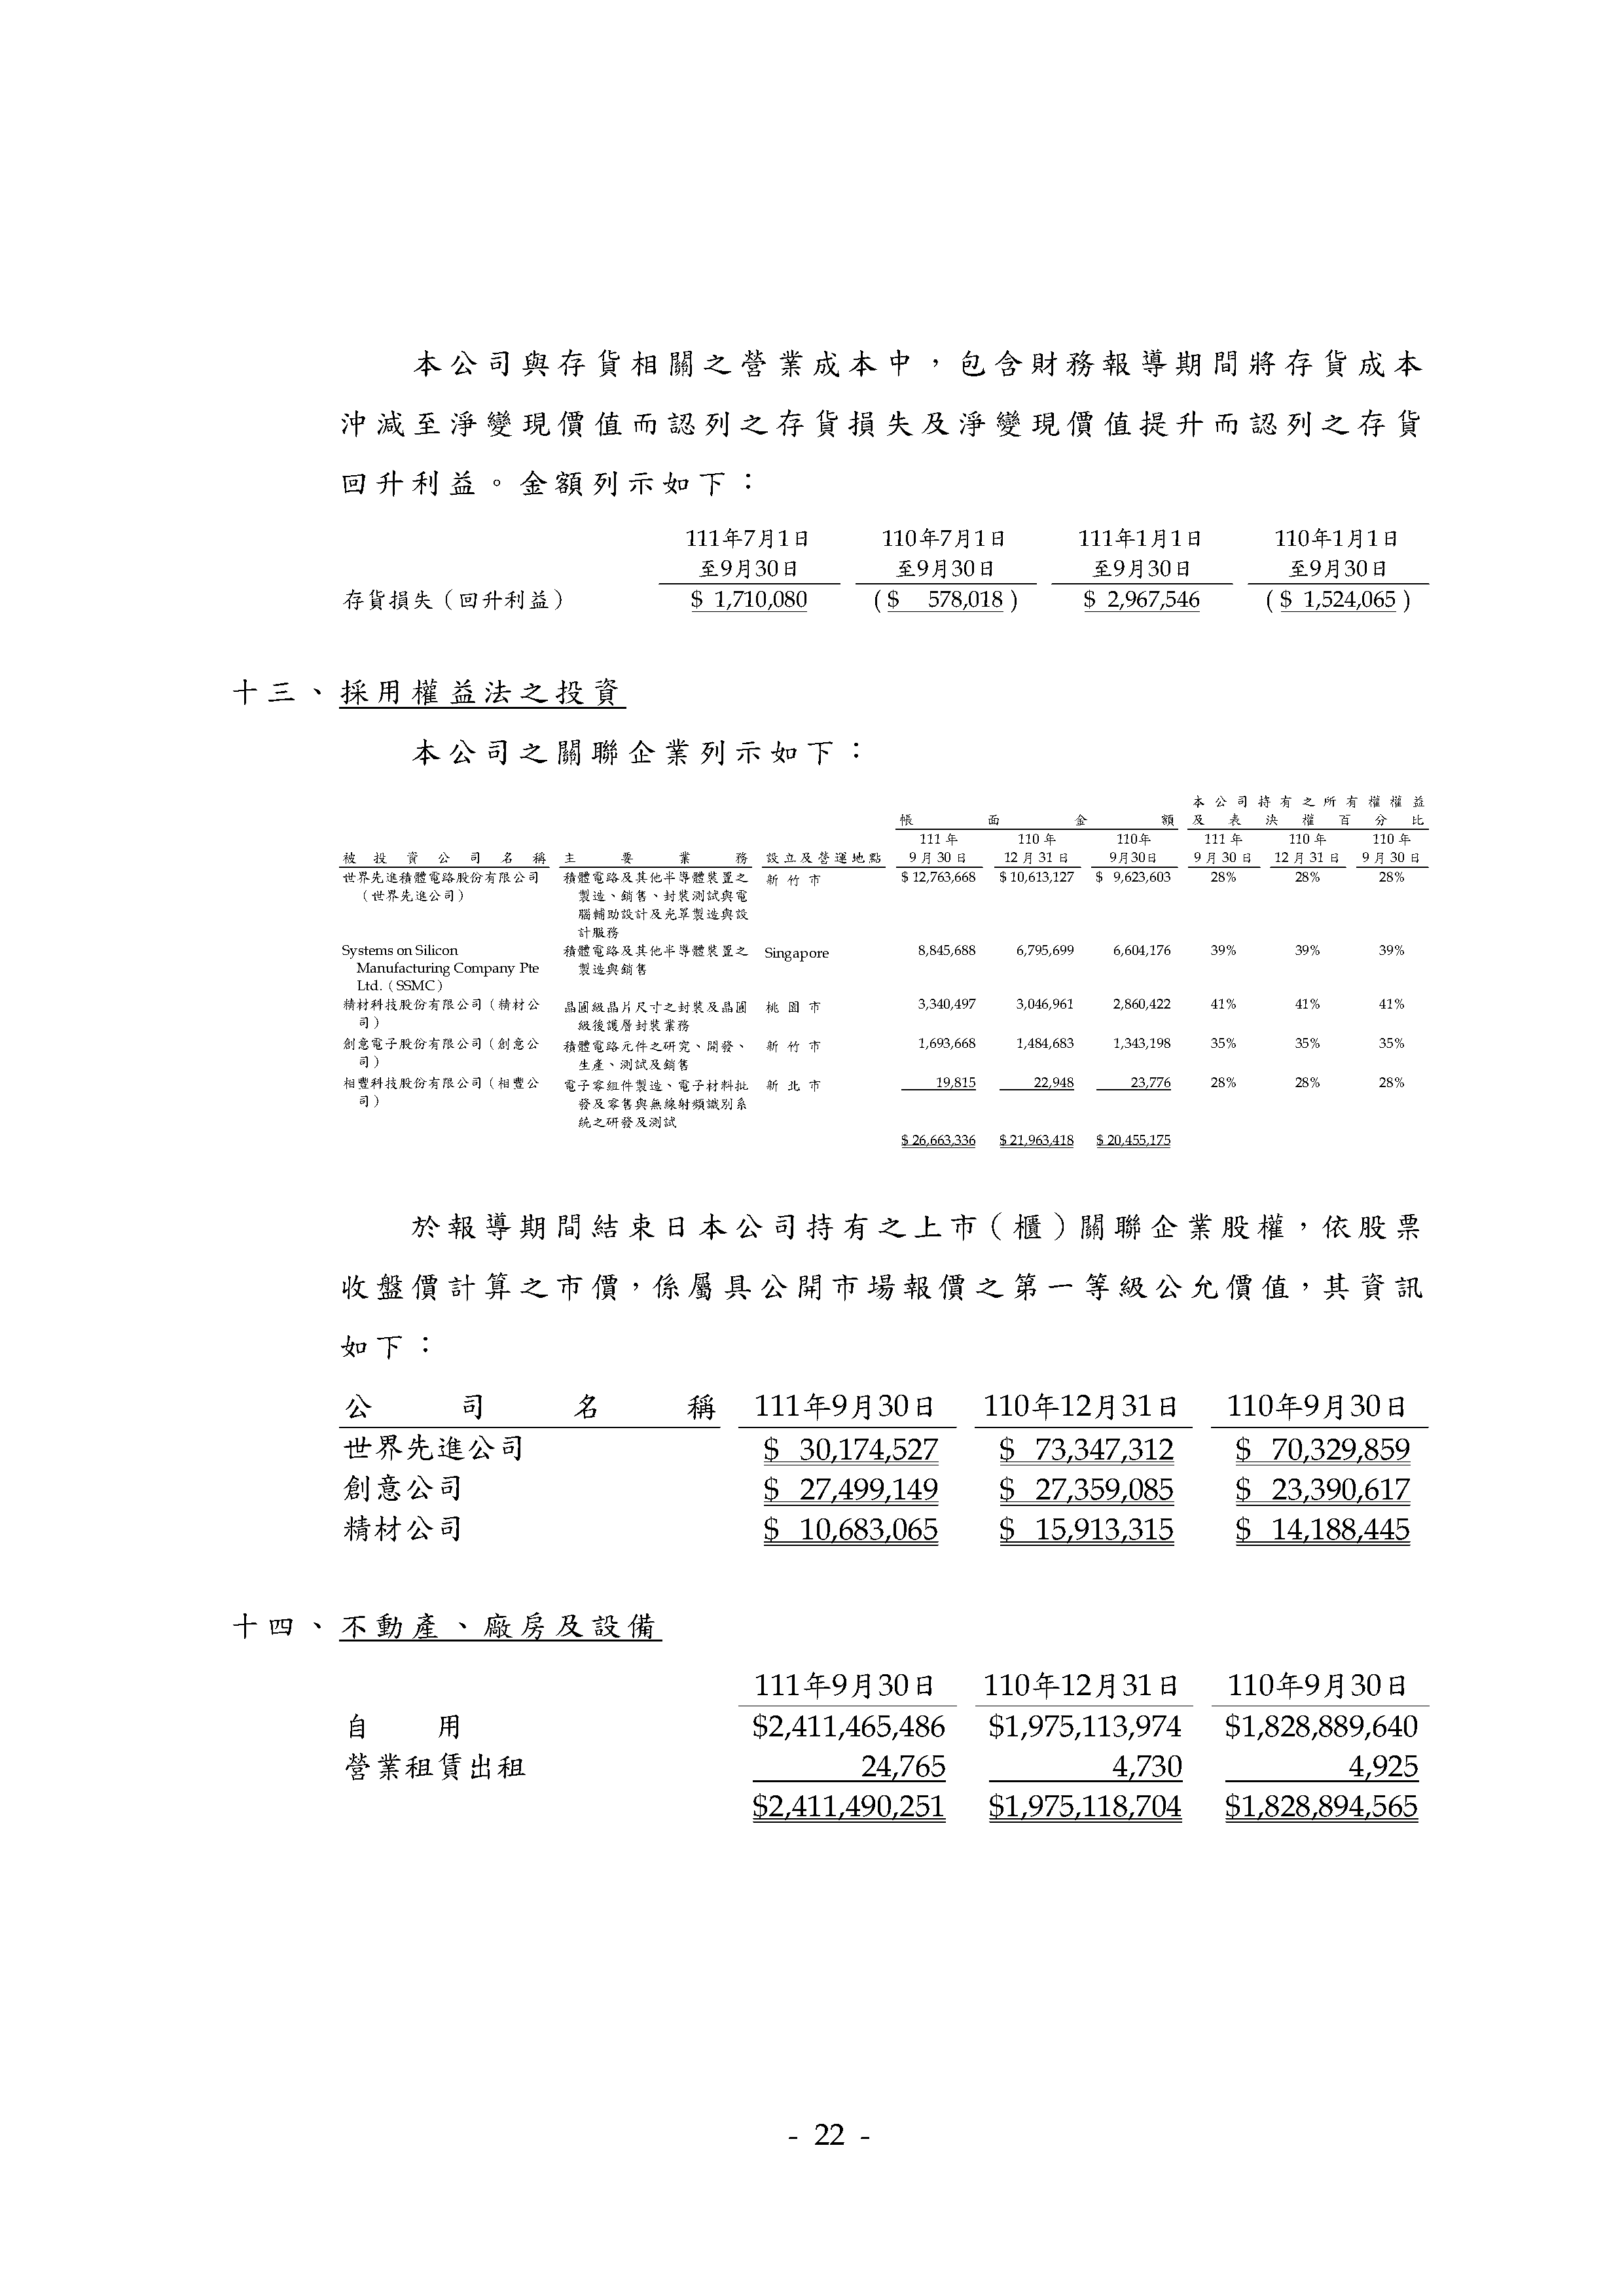 本公司與存貨相關之營業成本中，包含財務報導期間將存貨成本
沖減至淨變現價值而認列之存貨損失及淨變現價值提升而認列之存貨
回升利益。金額列示如下：
111年7月1日 110年7月1日 111年1月1日 110年1月1日
至9月30日 至9月30日 至9月30日 至9月30日
存貨損失（回升利益） $ 1,710,080 ($ 578,018) $ 2,967,546 ($ 1,524,065)
十三、採用權益法之投資
本公司之關聯企業列示如下：
本公司持有之所有權權益
帳面金額 及表決權百分比
111年 110年 110年 111年 110年 110年
被投資公司名稱 主要業務 設立及營運地點 9月30日 12月31日 9月30日 9月30日 12月31日 9月30日
世界先進積體電路股份有限公司 積體電路及其他半導體裝置之 新竹市 $ 12,763,668 $ 10,613,127 $ 9,623,603 28% 28% 28%
（世界先進公司） 製造、銷售、封裝測試與電
腦輔助設計及光罩製造與設
計服務
Systems on Silicon 積體電路及其他半導體裝置之 Singapore 8,845,688 6,795,699 6,604,176 39% 39% 39%
Manufacturing Company Pte 製造與銷售
Ltd.（SSMC）
精材科技股份有限公司（精材公 晶圓級晶片尺寸之封裝及晶圓 桃園市 3,340,497 3,046,961 2,860,422 41% 41% 41%
司） 級後護層封裝業務
創意電子股份有限公司（創意公 積體電路元件之研究、開發、 新竹市 1,693,668 1,484,683 1,343,198 35% 35% 35%
司） 生產、測試及銷售
相豐科技股份有限公司（相豐公 電子零組件製造、電子材料批 新北市 19,815 22,948 23,776 28% 28% 28%
司） 發及零售與無線射頻識別系
統之研發及測試
$ 26,663,336 $ 21,963,418 $ 20,455,175
於報導期間結束日本公司持有之上市（櫃）關聯企業股權，依股票
收盤價計算之市價，係屬具公開市場報價之第一等級公允價值，其資訊
如下：
公司名稱 111年9月30日 110年12月31日 110年9月30日
世界先進公司 $ 30,174,527 $ 73,347,312 $ 70,329,859
創意公司 $ 27,499,149 $ 27,359,085 $ 23,390,617
精材公司 $ 10,683,065 $ 15,913,315 $ 14,188,445
十四、不動產、廠房及設備
111年9月30日 110年12月31日 110年9月30日
自用 $2,411,465,486 $1,975,113,974 $1,828,889,640
營業租賃出租 24,765 4,730 4,925
$2,411,490,251 $1,975,118,704 $1,828,894,565
- 22 -